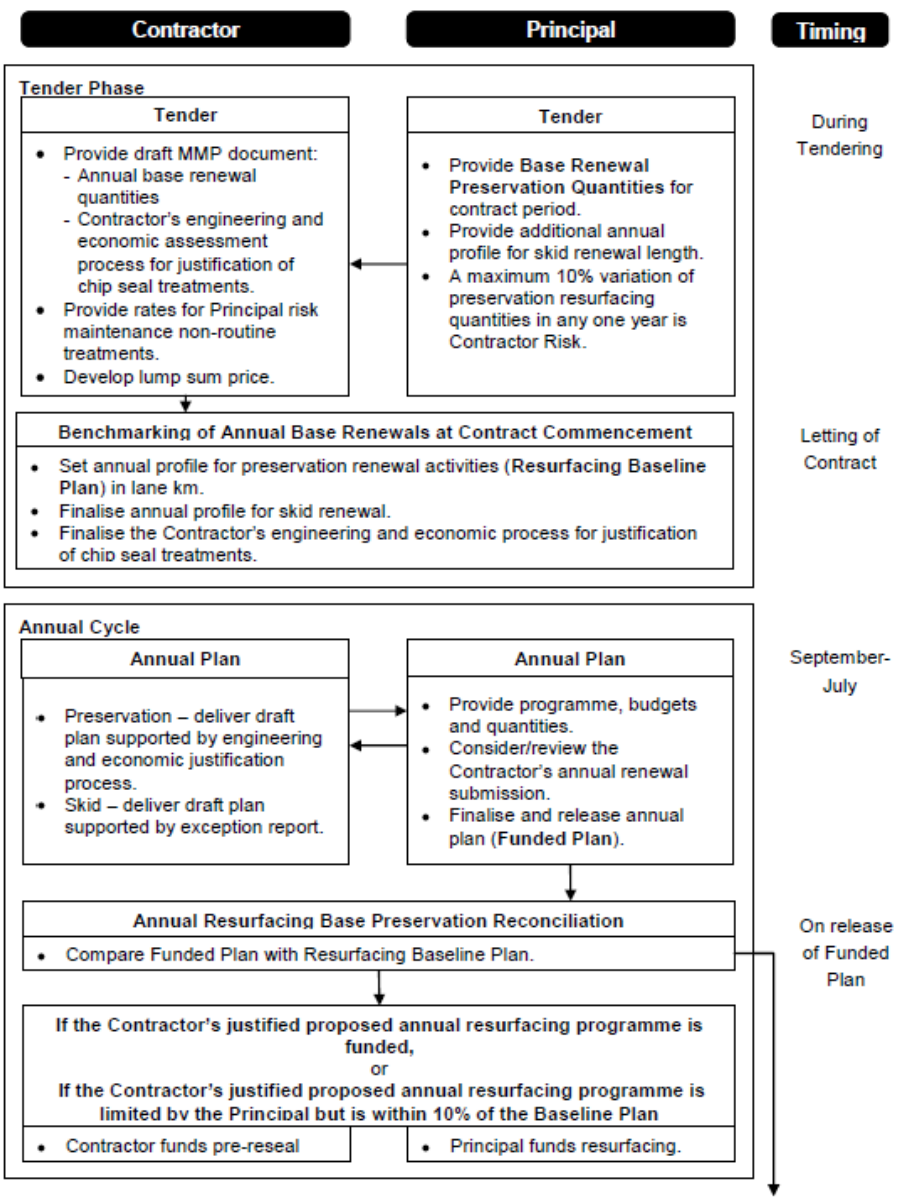 Contractor
Principal
Timing
Tender Phase
Tender
• Provide draft MMP document:
- Annual base renewal
quantities
- Contractor's engineering and
economic assessment
process for justification of
chip seal treatments.
• Provide rates for Principal risk
maintenance non-routine
treatments.
• Develop lump sum price.
Tender
• Provide Base Renewal
Preservation Quantities for
contract period.
• Provide additional annual
profile for skid renewal length.
• A maximum 10% variation of
preservation resurfacing
quantities in any one year is
Contractor Risk.
During
Tendering
Benchmarking of Annual Base Renewals at Contract Commencement
• Set annual profile for preservation renewal activities (Resurfacing Baseline
Plan) in lane km.
• Finalise annual profile for skid renewal.
• Finalise the Contractor's engineering and economic process for justification
of chip seal treatments.
Letting of
Contract
Annual Cycle
Annual Plan
• Preservation – deliver draft
plan supported by engineering
and economic justification
process.
• Skid – deliver draft plan
supported by exception report.
Annual Plan
• Provide programme, budgets
and quantities.
• Consider/review the
Contractor's annual renewal
submission.
• Finalise and release annual
plan (Funded Plan).
September-
July
Annual Resurfacing Base Preservation Reconciliation
• Compare Funded Plan with Resurfacing Baseline Plan.
On release
of Funded
Plan
If the Contractor's justified proposed annual resurfacing programme is
funded,
or
If the Contractor's justified proposed annual resurfacing programme is
limited by the Principal but is within 10% of the Baseline Plan
• Contractor funds pre-reseal
• Principal funds resurfacing.